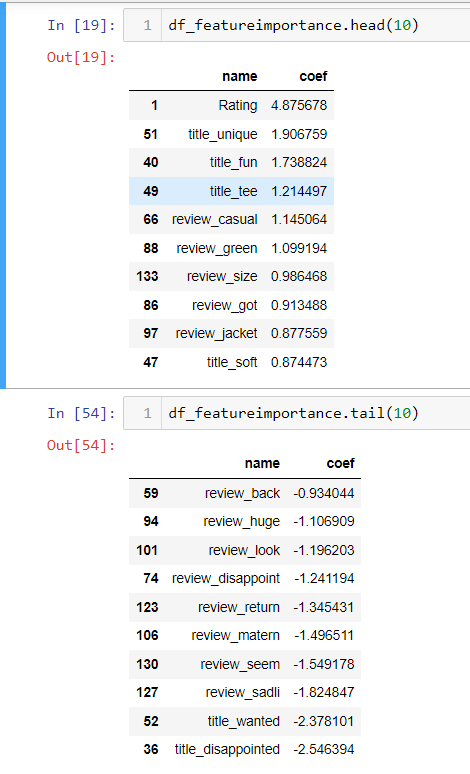 In [19]: 1 df_featureimportance.head(10)
Out[19]:
name coef
1 Rating 4.875678
51 title_unique 1.906759
40 title_fun 1.738824
49 title_tee 1.214497
66 review_casual 1.145064
88 review_green 1.099194
133 review_size 0.986468
86 review_got 0.913488
97 review_jacket 0.877559
47 title_soft 0.874473
In [54]: 1 df_featureimportance.tail(10)
Out[54]:
name coef
59 review_back -0.934044
94 review_huge -1.106909
101 review_look -1.196203
74 review_disappoint -1.241194
123 review_return -1.345431
106 review_matern -1.496511
130 review_seem -1.549178
127 review_sadli -1.824847
52 title_wanted -2.378101
36 title_disappointed -2.546394